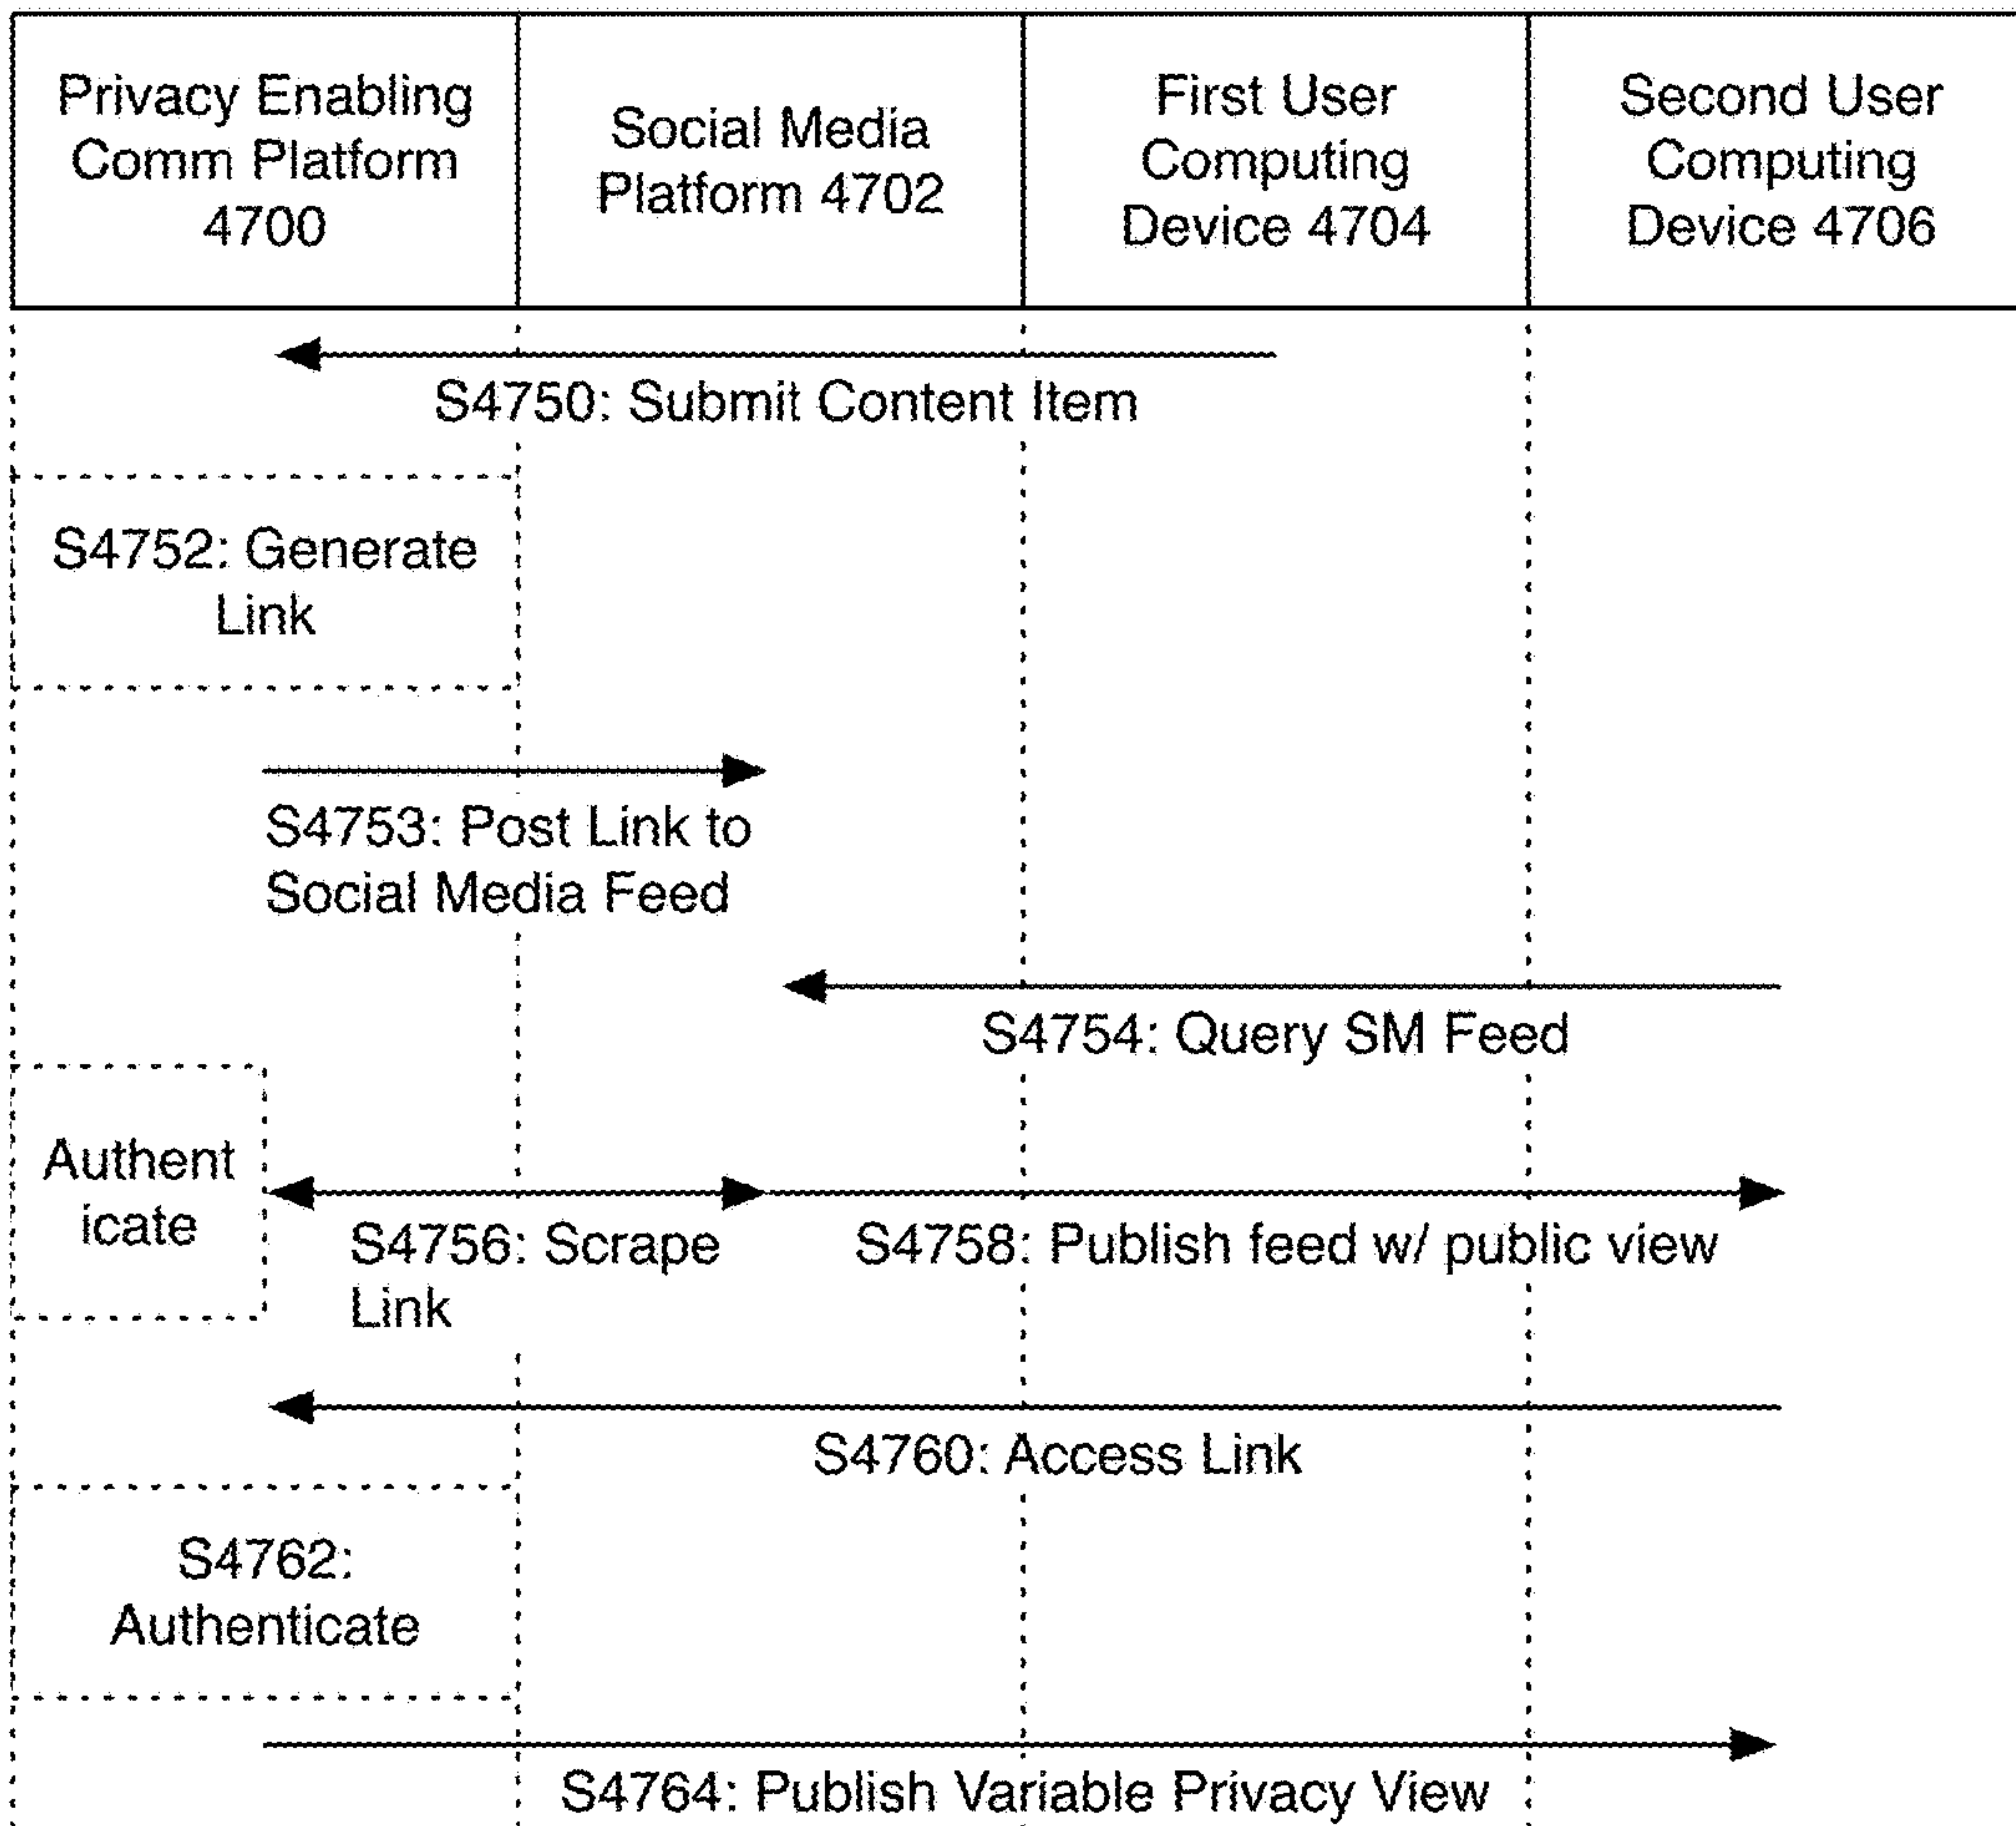 Privacy Enabling
Comm Platform
4700
Social Media
Platform 4702
First User
Computing
Device 4704
Second User
Computing
Device 4706
S4750: Submit Content Item
S4752: Generate
Link
S4753: Post Link to
Social Media Feed
S4754: Query SM Feed
Authent
icate
S4756: Scrape
Link
S4758: Publish feed w/ public view
S4760: Access Link
S4762:
Authenticate
S4764: Publish Variable Privacy View